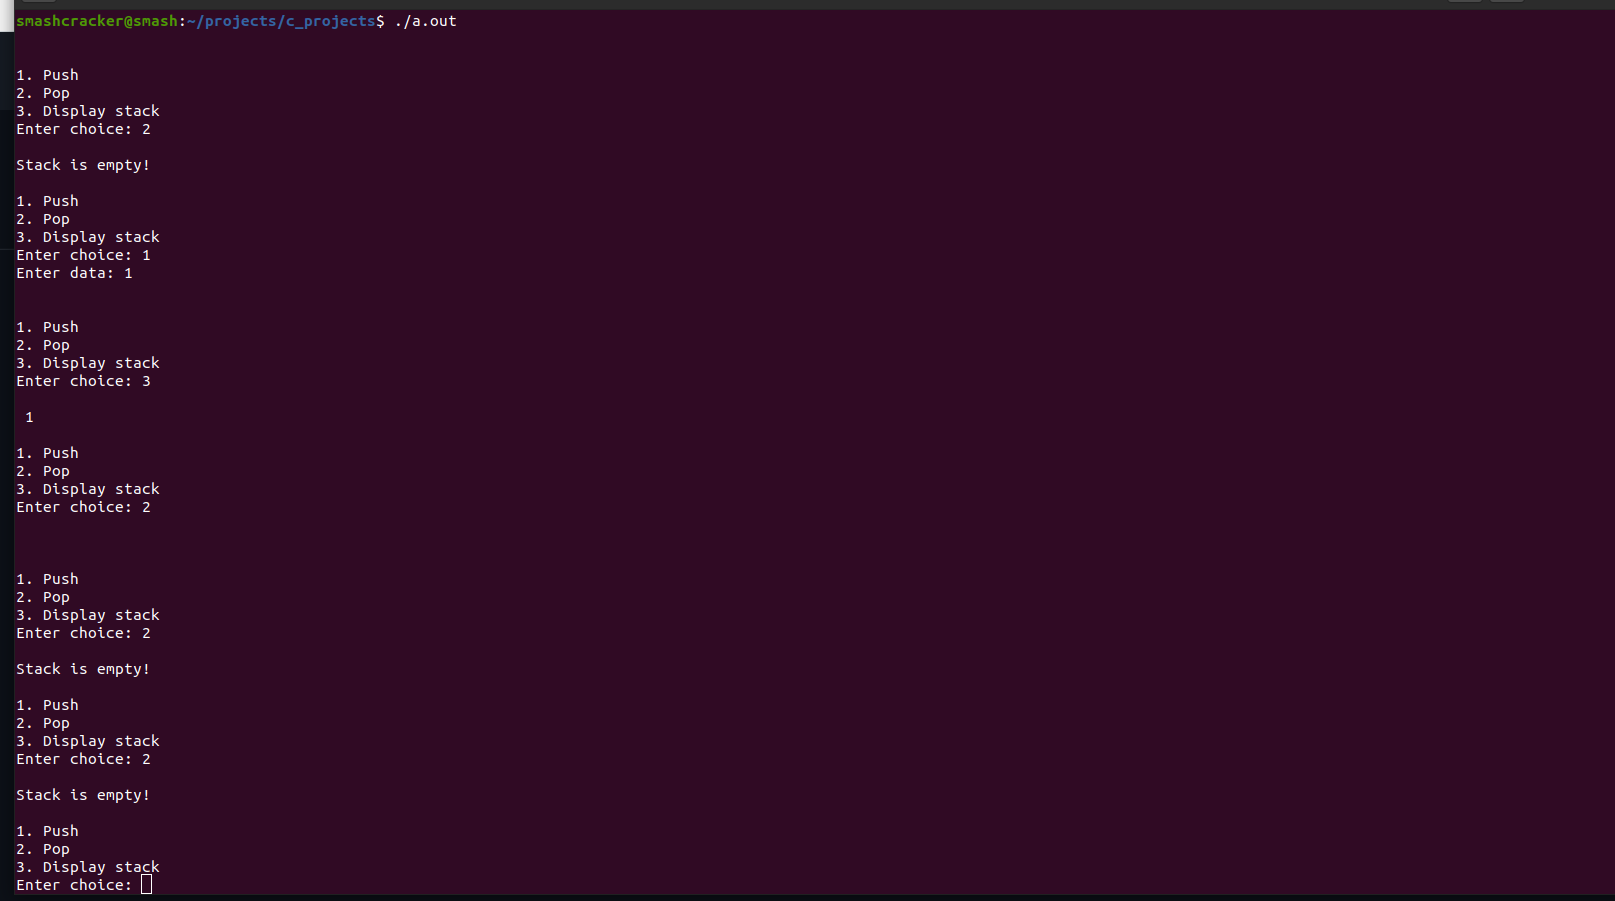 smashcracker@smash:~/projects/c_projects$ ./a.out
1. Push
2. Pop
3. Display stack
Enter choice: 2
Stack is empty!
1. Push
2. Pop
3. Display stack
Enter choice: 1
Enter data: 1
1. Push
2. Pop
3. Display stack
Enter choice: 3
1
1. Push
2. Pop
3. Display stack
Enter choice: 2
1. Push
2. Pop
3. Display stack
Enter choice: 2
Stack is empty!
1. Push
2. Pop
3. Display stack
Enter choice: 2
Stack is empty!
1. Push
2. Pop
3. Display stack
Enter choice: